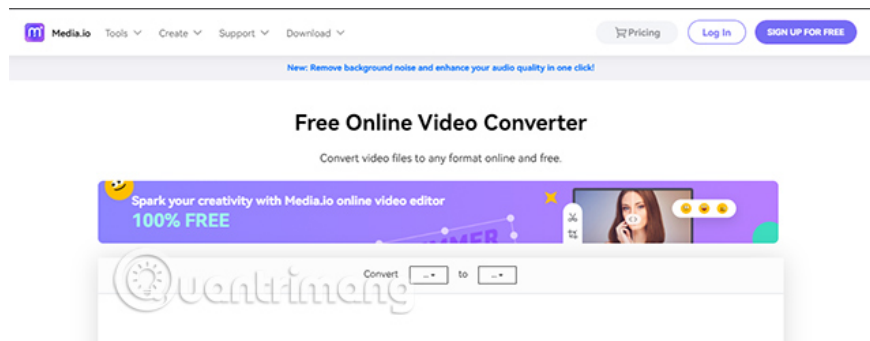 Media.io Tools Create Support Download Pricing Log In SIGN UP FOR FREE
New: Remove background noise and enhance your audio quality in one click!
Free Online Video Converter
Convert video files to any format online and free.
Spark your creativity with Media.io online video editor
100% FREE
SUMMER
Convert ... to ...
Quantrimang